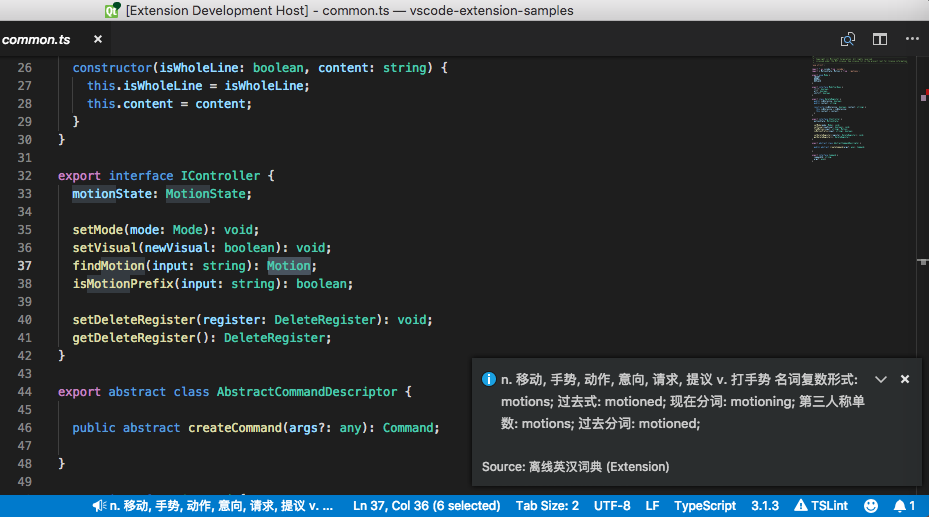 [Extension Development Host] - common.ts — vscode-extension-samples
common.ts ×
26 constructor(isWholeLine: boolean, content: string) {
27 this.isWholeLine = isWholeLine;
28 this.content = content;
29 }
30 }
31
32 export interface IController {
33 motionState: MotionState;
34
35 setMode(mode: Mode): void;
36 setVisual(newVisual: boolean): void;
37 findMotion(input: string): Motion;
38 isMotionPrefix(input: string): boolean;
39
40 setDeleteRegister(register: DeleteRegister): void;
41 getDeleteRegister(): DeleteRegister;
42 }
43
44 export abstract class AbstractCommandDescriptor {
45
46 public abstract createCommand(args?: any): Command;
47
48 }
49
n. 移动, 手势, 动作, 意向, 请求, 提议 v. 打手势 名词复数形式:
motions; 过去式: motioned; 现在分词: motioning; 第三人称单
数: motions; 过去分词: motioned;
Source: 离线英汉词典 (Extension)
n. 移动, 手势, 动作, 意向, 请求, 提议 v. ... Ln 37, Col 36 (6 selected) Tab Size: 2 UTF-8 LF TypeScript 3.1.3 TSLint 1